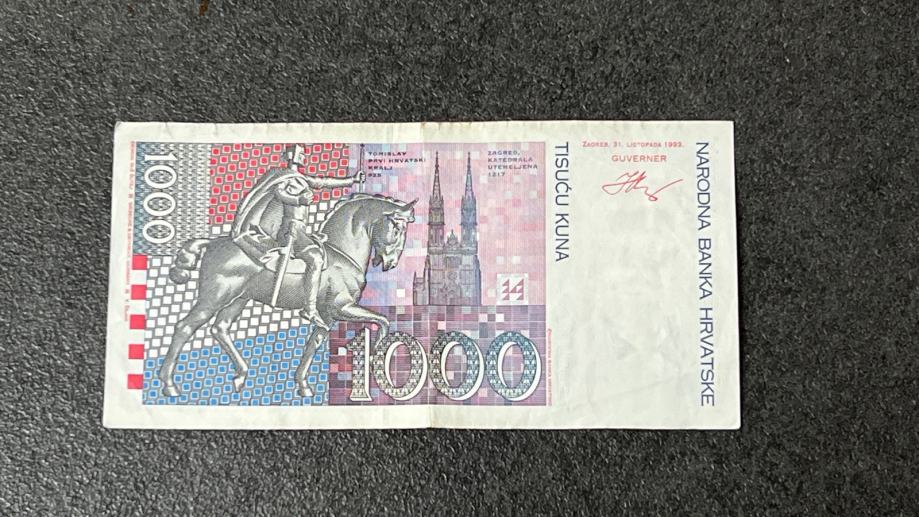 1000
TOMISLAV
PRVI HRVATSKI
KRALJ
925
ZAGREB,
KATEDRALA
UTEMELJENA
1217
TISUĆU KUNA
ZAGREB, 31. LISTOPADA 1993.
GUVERNER
NARODNA BANKA HRVATSKE
1000